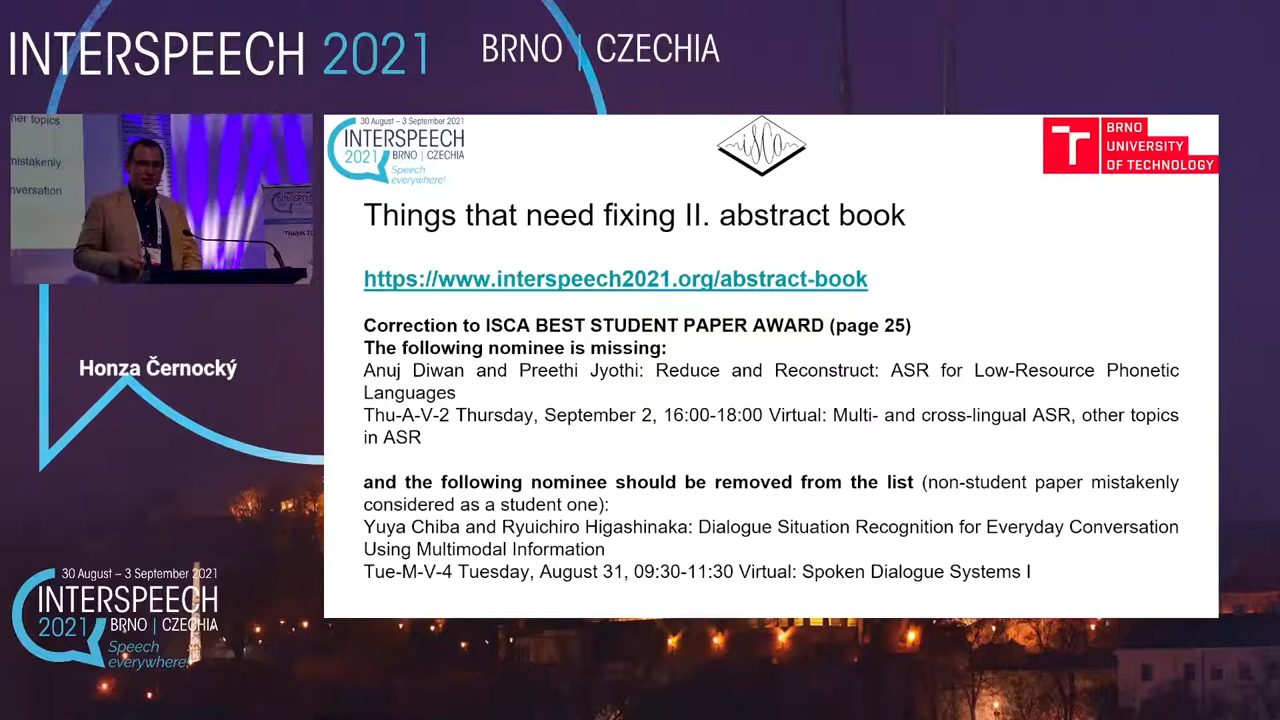 INTERSPEECH 2021
BRNO | CZECHIA
her topics
mistakenly
nversation
INTERSPEECH
THANK
Honza Černocký
30 August – 3 September 2021
INTERSPEECH
2021 BRNO | CZECHIA
Speech
everywhere!
isca
BRNO
UNIVERSITY
OF TECHNOLOGY
Things that need fixing II. abstract book
https://www.interspeech2021.org/abstract-book
Correction to ISCA BEST STUDENT PAPER AWARD (page 25)
The following nominee is missing:
Anuj Diwan and Preethi Jyothi: Reduce and Reconstruct: ASR for Low-Resource Phonetic
Languages
Thu-A-V-2 Thursday, September 2, 16:00-18:00 Virtual: Multi- and cross-lingual ASR, other topics
in ASR
and the following nominee should be removed from the list (non-student paper mistakenly
considered as a student one):
Yuya Chiba and Ryuichiro Higashinaka: Dialogue Situation Recognition for Everyday Conversation
Using Multimodal Information
Tue-M-V-4 Tuesday, August 31, 09:30-11:30 Virtual: Spoken Dialogue Systems I
30 August – 3 September 2021
INTERSPEECH
2021 BRNO | CZECHIA
Speech
everywhere!